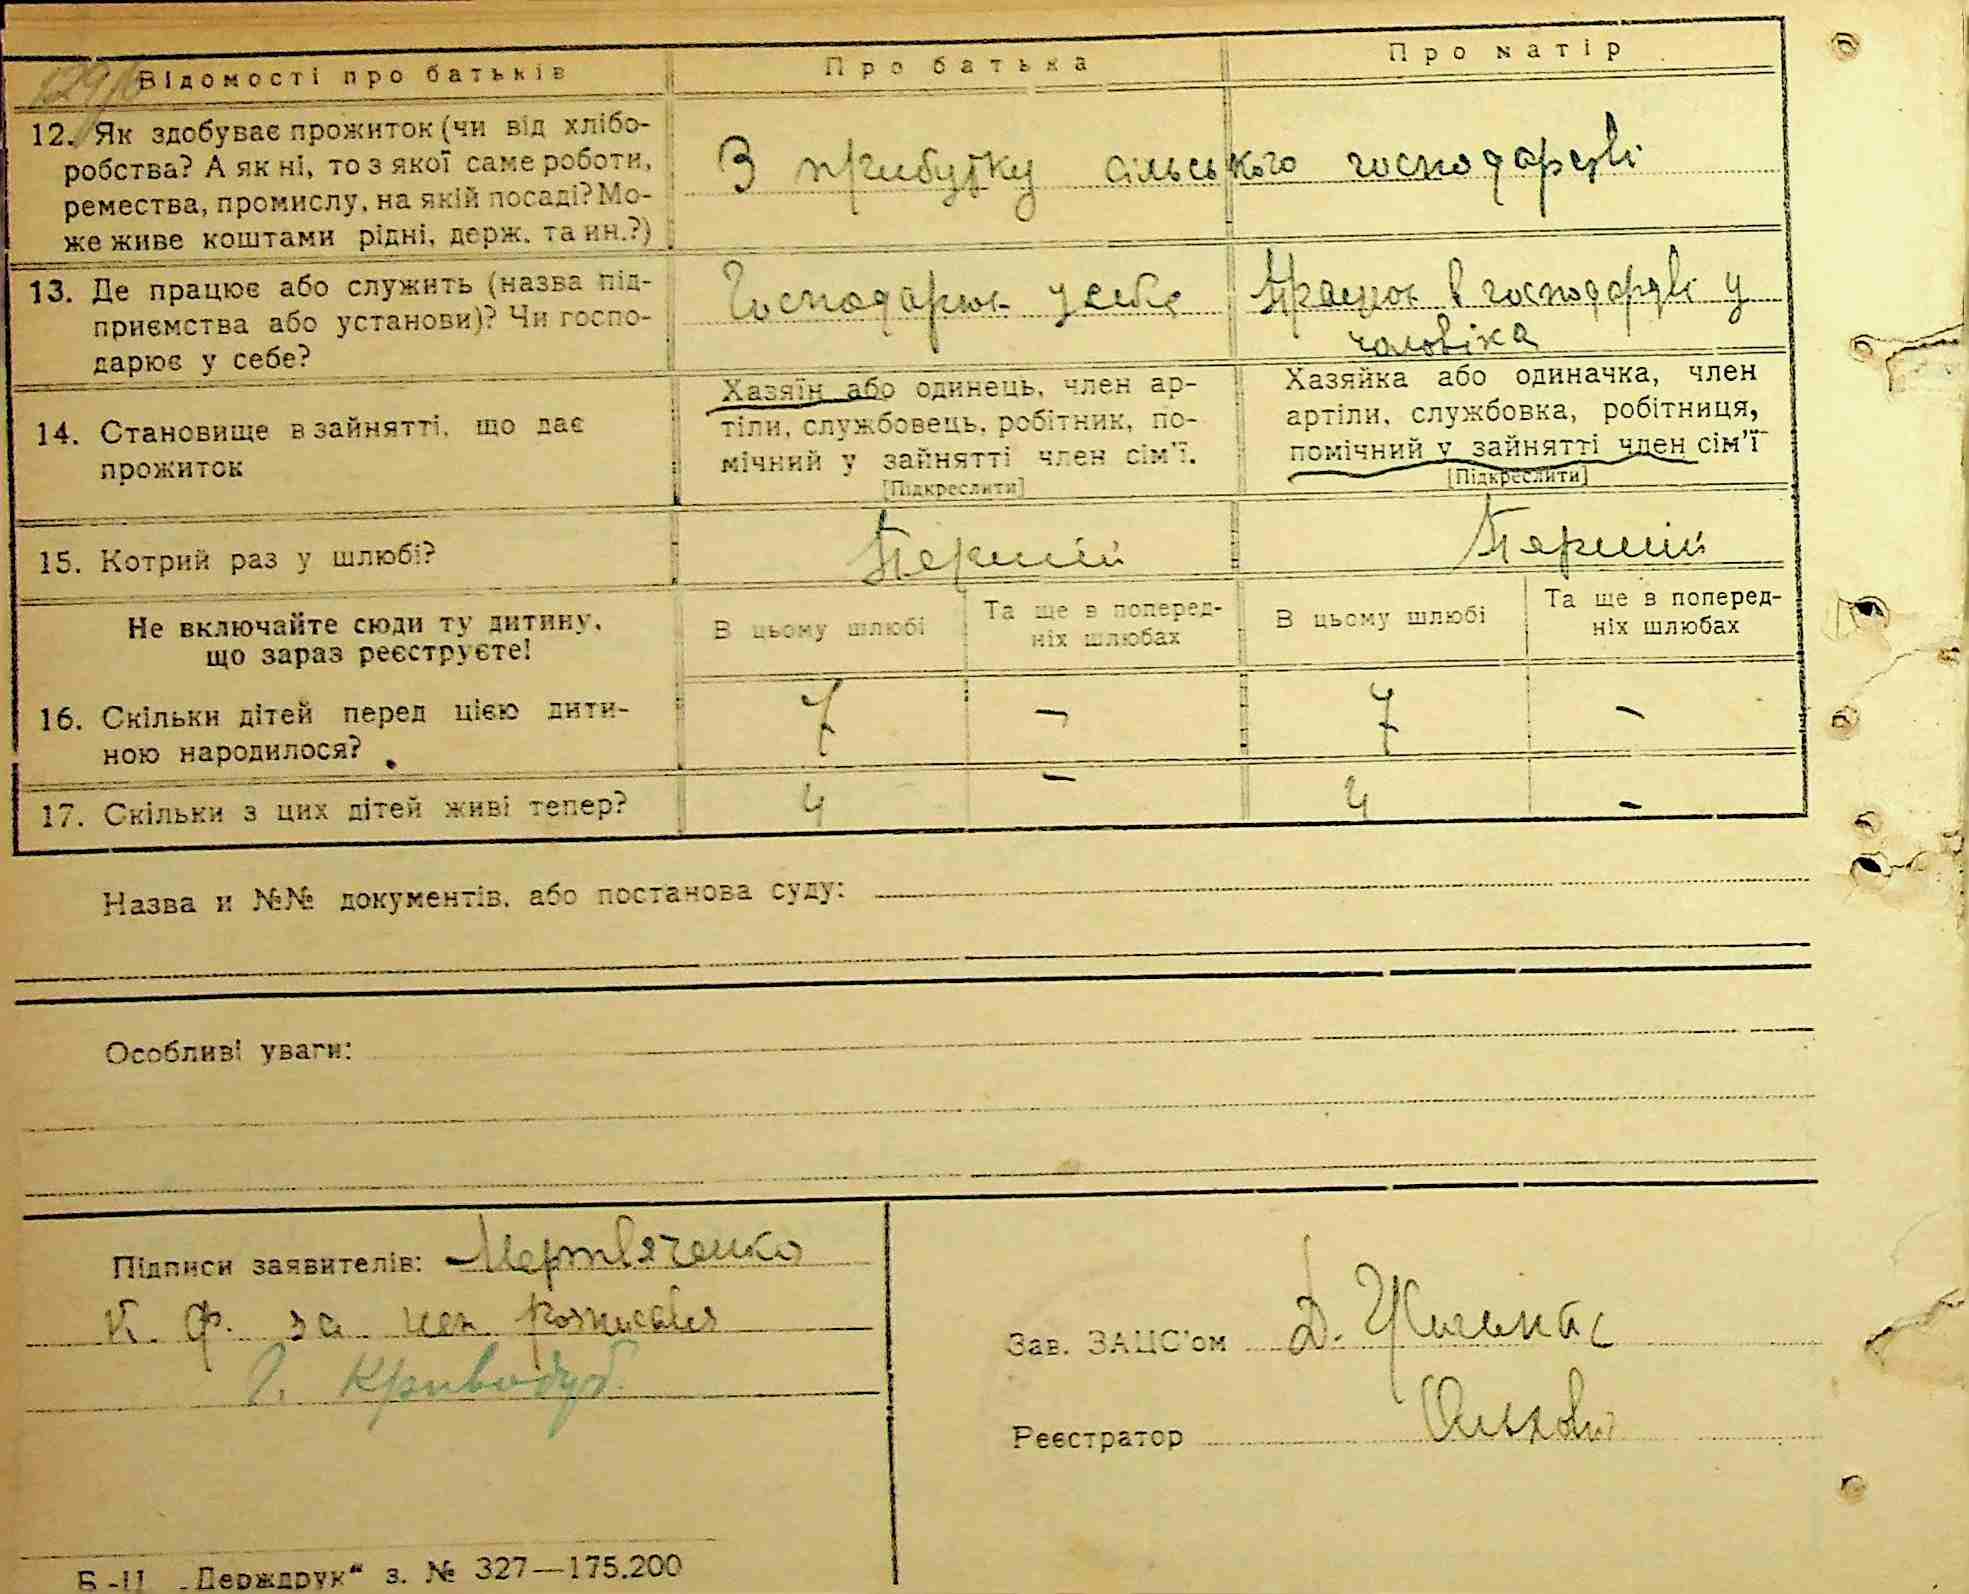 Відомості про батьків
Про батька
Про матір
12. Як здобуває прожиток (чи від хлібо-
робства? А як ні, то з якої саме роботи,
ремества, промислу, на якій посаді? Мо-
же живе коштами рідні, держ. та ин.?)
З прибутку сільського господарстві
13. Де працює або служить (назва під-
приємства або установи)? Чи госпо-
дарює у себе?
Господарює у себе
Працює в господарстві у
чоловіка
14. Становище в зайнятті, що дає
прожиток
Хазяїн або одинець, член ар-
тіли, службовець, робітник, по-
мічний у зайнятті член сім'ї.
[Підкреслити]
Хазяйка або одиначка, член
артіли, службовка, робітниця,
помічний у зайнятті член сім'ї
[Підкреслити]
15. Котрий раз у шлюбі?
Перший
Перший
Не включайте сюди ту дитину,
що зараз реєструєте!
В цьому шлюбі
Та ще в поперед-
ніх шлюбах
В цьому шлюбі
Та ще в поперед-
ніх шлюбах
16. Скільки дітей перед цією дити-
ною народилося?
7
—
7
—
17. Скільки з цих дітей живі тепер?
4
—
4
—
Назва и №№ документів, або постанова суду:
Особливі уваги:
Підписи заявителів: Мертвяченко
К. Ф. за неп розписався
Г. Криводуб
Зав. ЗАЦС'ом Д.
Реєстратор
Б-Ц. „Держдрук" з. № 327—175.200